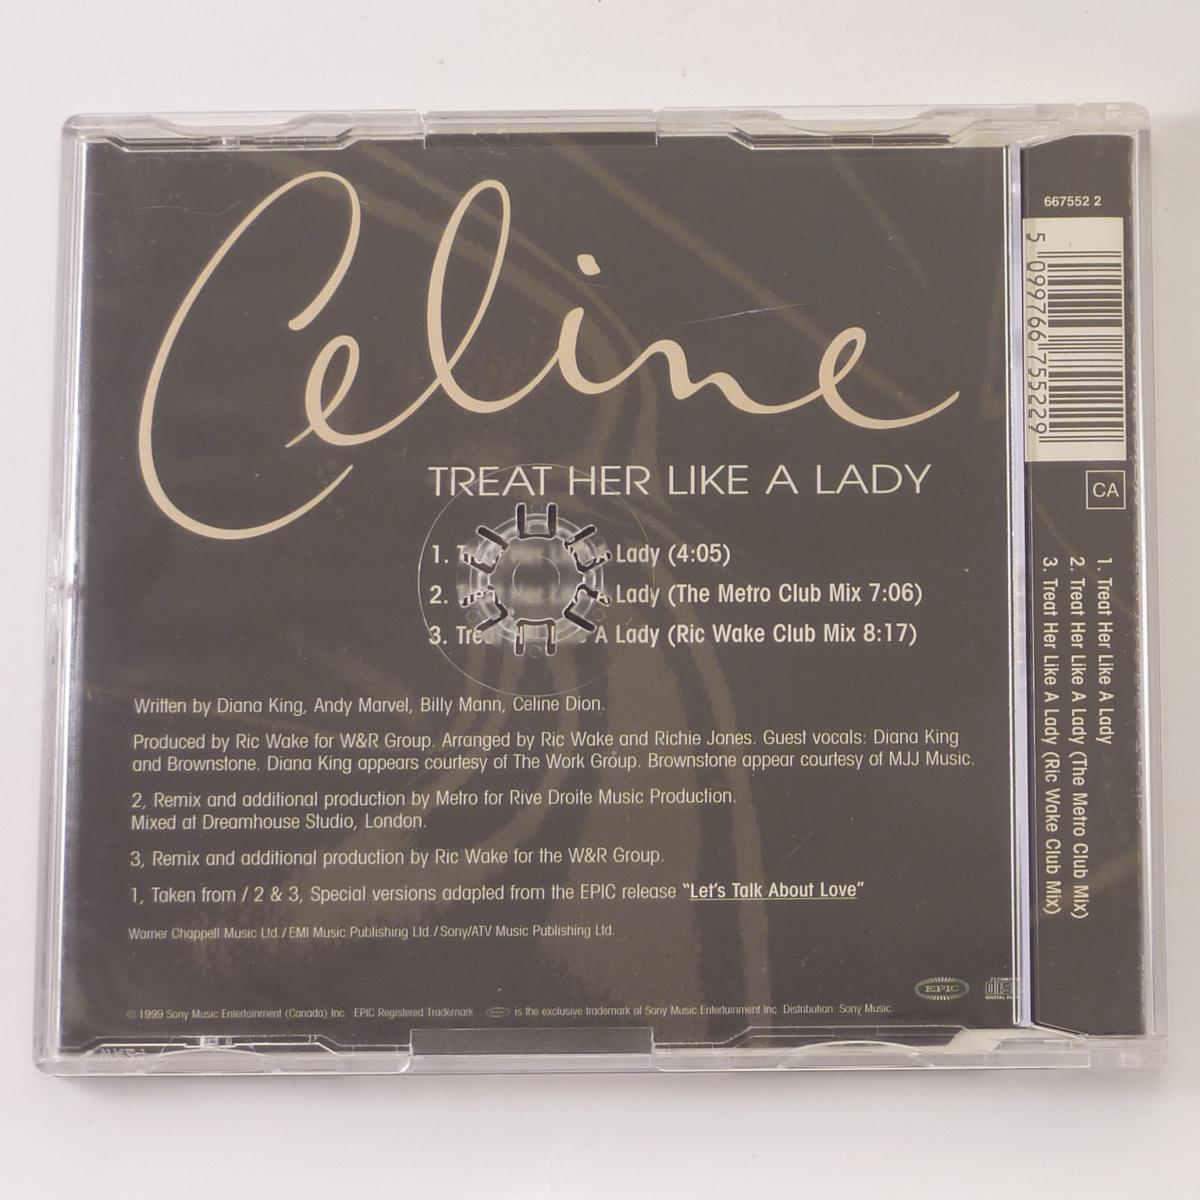 Celine
TREAT HER LIKE A LADY
1. Treat Her Like A Lady (4:05)
2. Treat Her Like A Lady (The Metro Club Mix 7:06)
3. Treat Her Like A Lady (Ric Wake Club Mix 8:17)
Written by Diana King, Andy Marvel, Billy Mann, Celine Dion.
Produced by Ric Wake for W&R Group. Arranged by Ric Wake and Richie Jones. Guest vocals: Diana King
and Brownstone. Diana King appears courtesy of The Work Group. Brownstone appear courtesy of MJJ Music.
2, Remix and additional production by Metro for Rive Droite Music Production.
Mixed at Dreamhouse Studio, London.
3, Remix and additional production by Ric Wake for the W&R Group.
1, Taken from / 2 & 3, Special versions adapted from the EPIC release "Let's Talk About Love"
Warner Chappell Music Ltd./EMI Music Publishing Ltd./Sony/ATV Music Publishing Ltd.
EPIC
© 1999 Sony Music Entertainment (Canada) Inc. EPIC Registered Trademark is the exclusive trademark of Sony Music Entertainment Inc. Distribution: Sony Music.
667552 2
5 099766 755229
CA
1. Treat Her Like A Lady
2. Treat Her Like A Lady (The Metro Club Mix)
3. Treat Her Like A Lady (Ric Wake Club Mix)